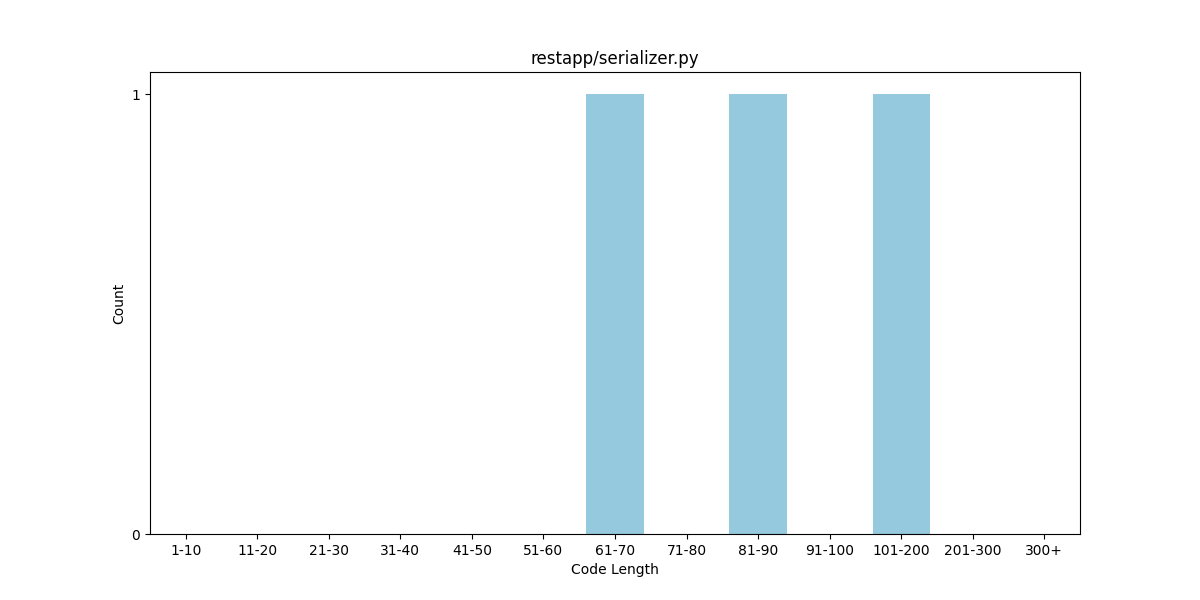 restapp/serializer.py
1
Count
0
1-10 11-20 21-30 31-40 41-50 51-60 61-70 71-80 81-90 91-100 101-200 201-300 300+
Code Length